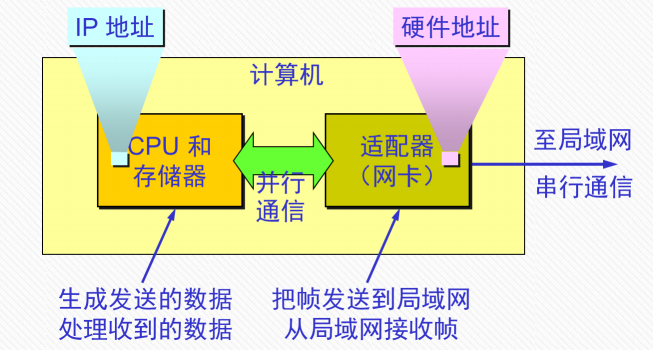 IP 地址
硬件地址
计算机
CPU 和
存储器
适配器
（网卡）
并行
通信
至局域网
串行通信
生成发送的数据
处理收到的数据
把帧发送到局域网
从局域网接收帧